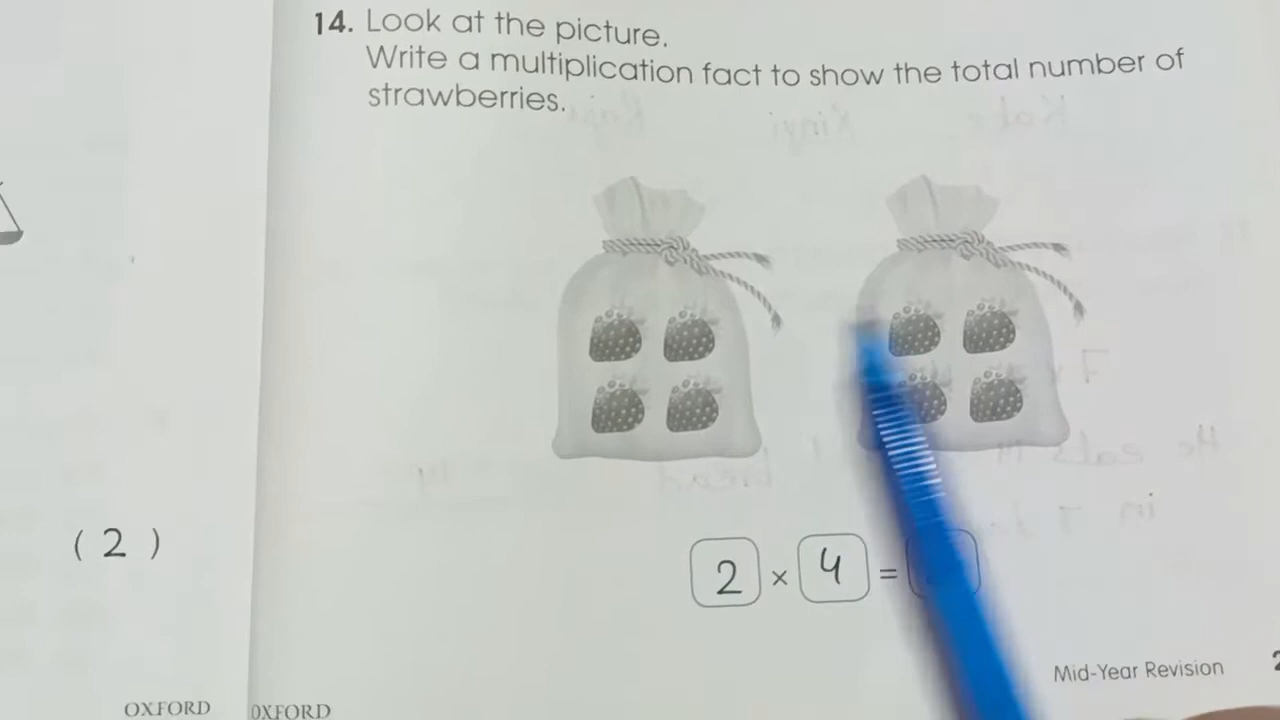 14. Look at the picture.
Write a multiplication fact to show the total number of
strawberries.
( 2 )
2 × 4 =
Mid-Year Revision
OXFORD
OXFORD